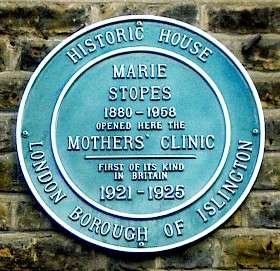 HISTORIC HOUSE
MARIE
STOPES
1880-1958
OPENED HERE THE
MOTHERS' CLINIC
FIRST OF ITS KIND
IN BRITAIN
1921-1925
LONDON BOROUGH OF ISLINGTON